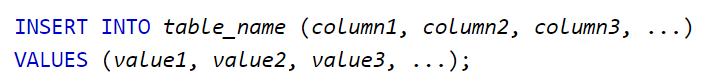 INSERT INTO table_name (column1, column2, column3, ...)
VALUES (value1, value2, value3, ...);